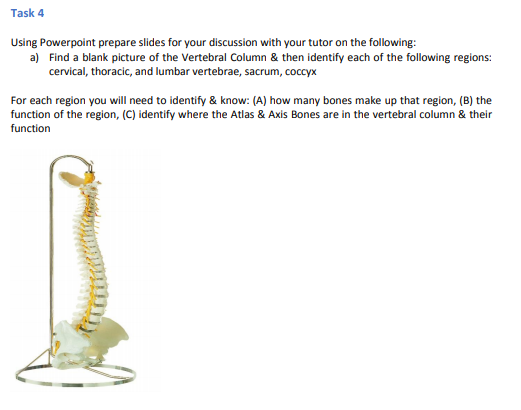 Task 4
Using Powerpoint prepare slides for your discussion with your tutor on the following:
a) Find a blank picture of the Vertebral Column & then identify each of the following regions:
cervical, thoracic, and lumbar vertebrae, sacrum, coccyx
For each region you will need to identify & know: (A) how many bones make up that region, (B) the
function of the region, (C) identify where the Atlas & Axis Bones are in the vertebral column & their
function